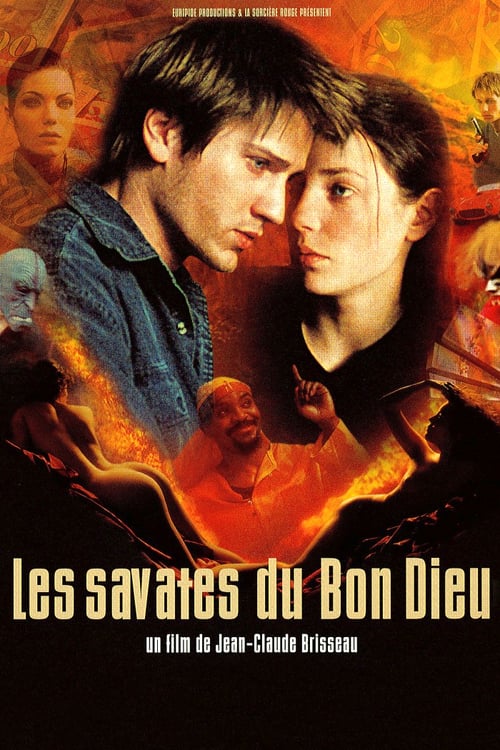 EURIPIDE PRODUCTIONS & LA SORCIÈRE ROUGE PRÉSENTENT
LES SAVATES DU BON DIEU
UN FILM DE JEAN-CLAUDE BRISSEAU